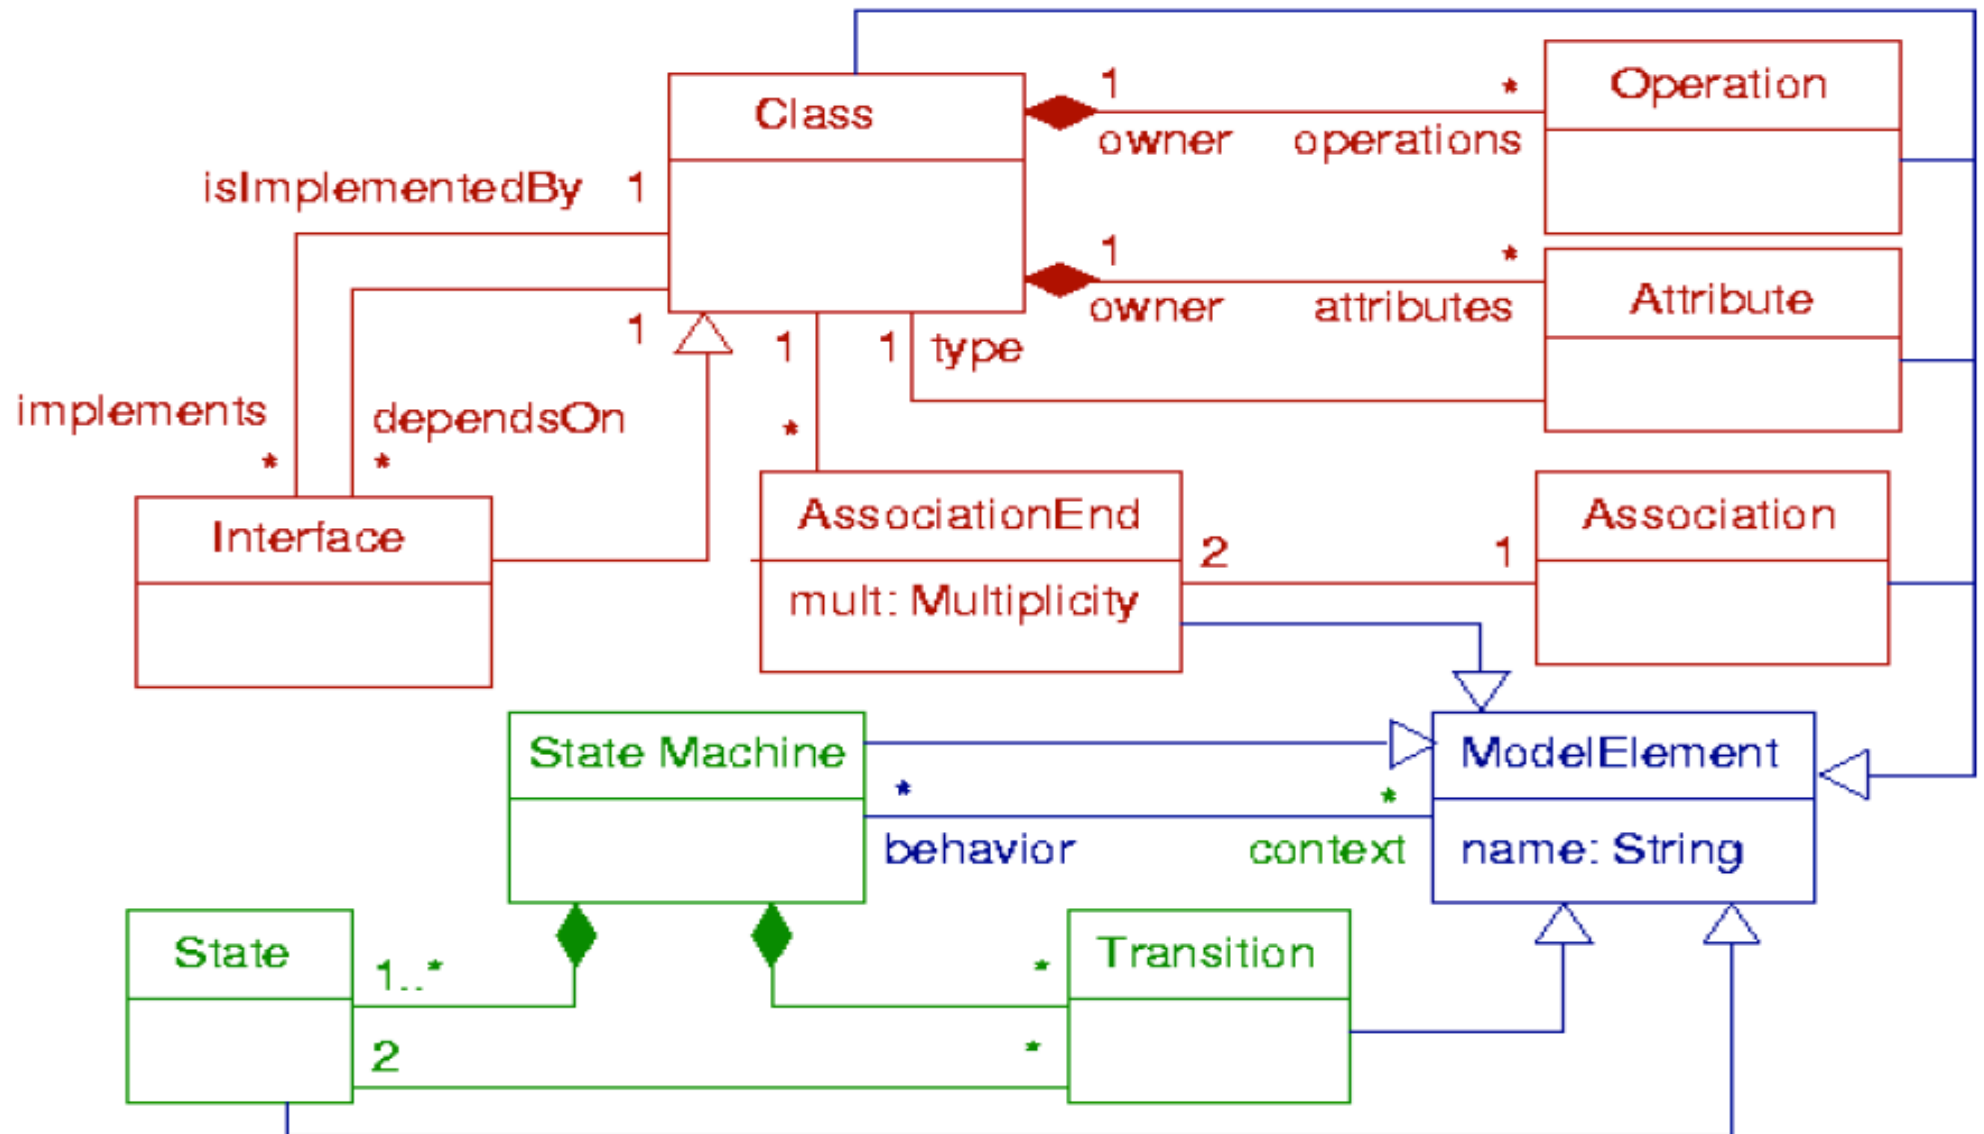 1
*
Operation
Class
owner
operations
isImplementedBy
1
1
*
owner
attributes
Attribute
1
1
1
type
implements
dependsOn
*
*
*
AssociationEnd
Association
Interface
2
1
mult: Multiplicity
State Machine
ModelElement
*
*
behavior
context
name: String
State
1..*
*
Transition
2
*